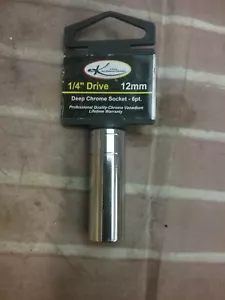 1/4" Drive 12mm
Deep Chrome Socket - 6pt.
Professional Quality Chrome Vanadium
Lifetime Warranty